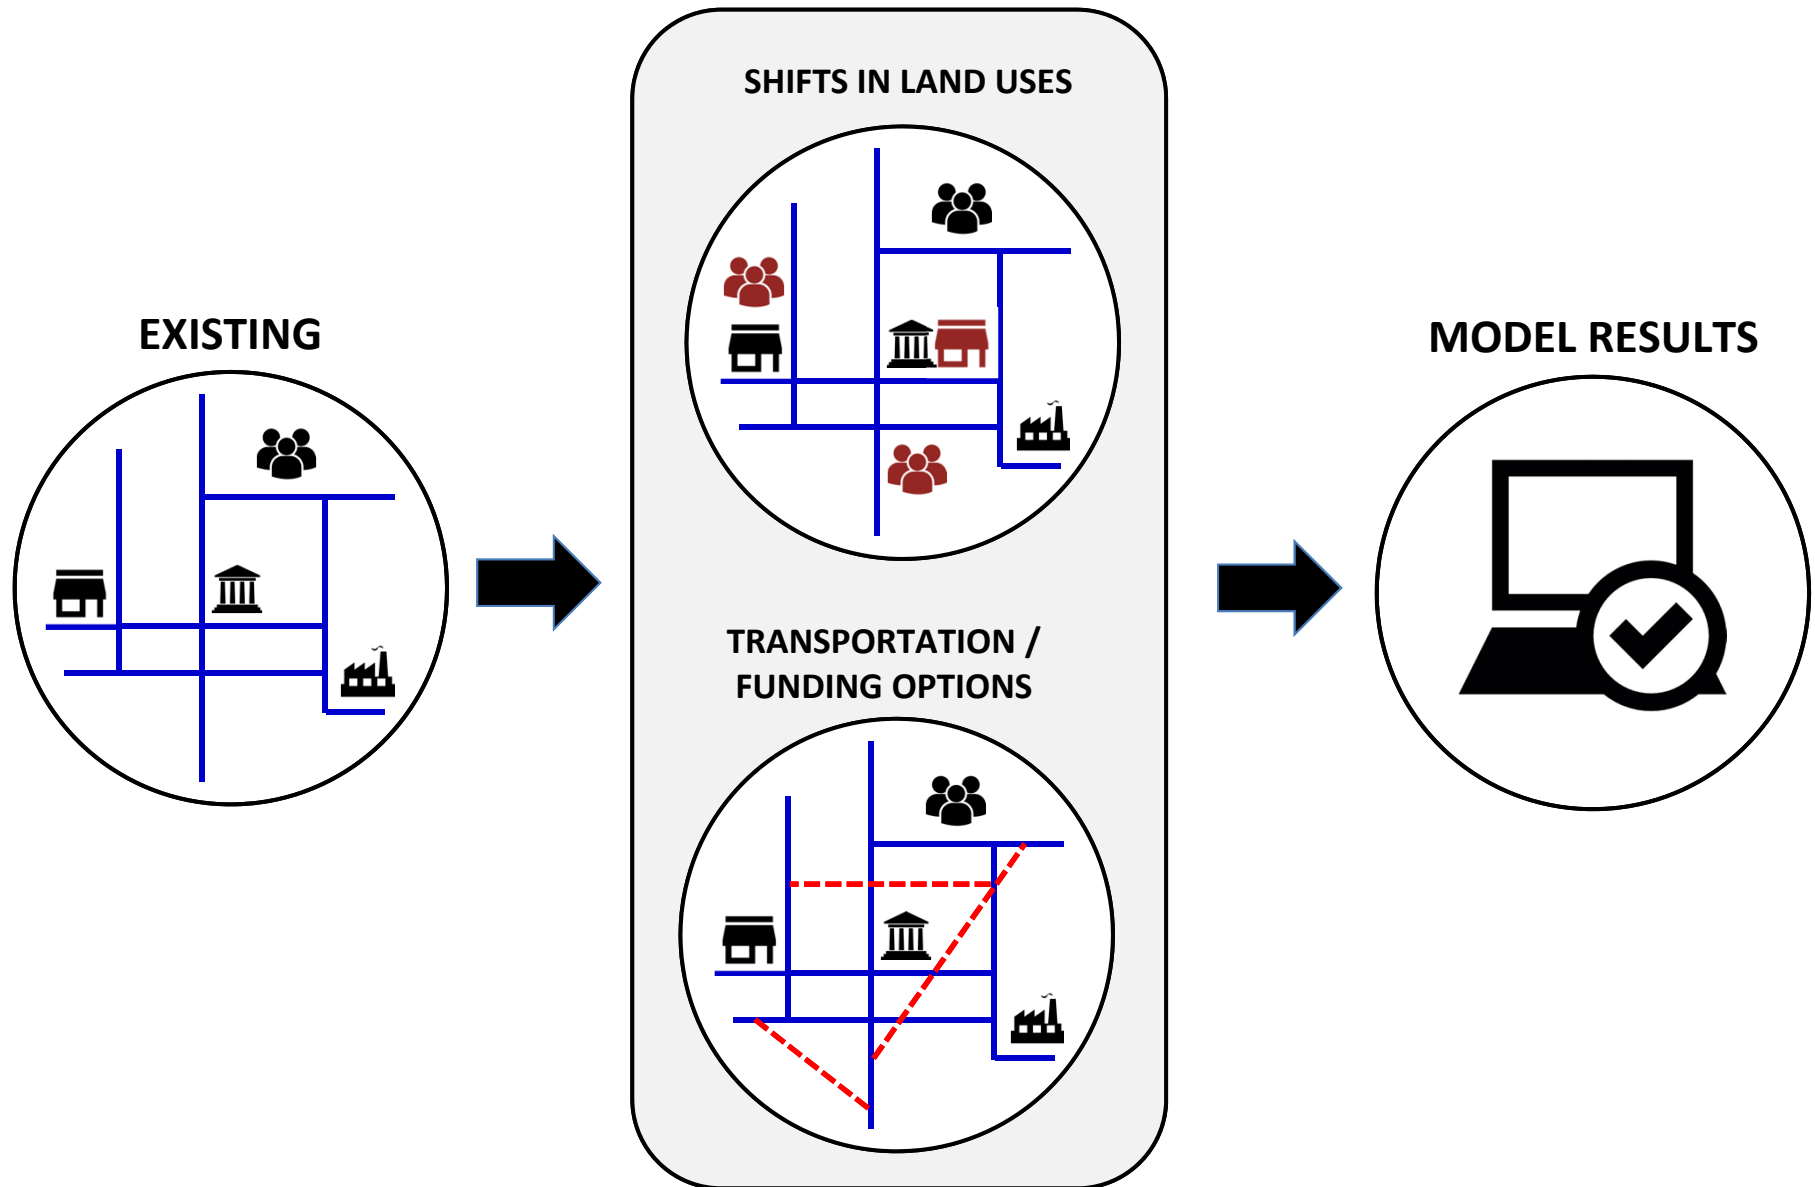 SHIFTS IN LAND USES
EXISTING
MODEL RESULTS
TRANSPORTATION /
FUNDING OPTIONS